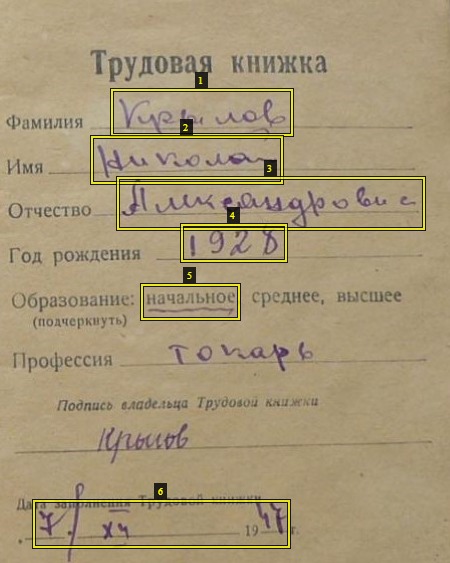 Трудовая книжка
Фамилия Крылов
Имя Николай
Отчество Александрович
Год рождения 1928
Образование: начальное среднее, высшее
(подчеркнуть)
Профессия токарь
Подпись владельца Трудовой книжки
Крылов
Дата заполнения Трудовой книжки
7/ XII 1947 г.
1
2
3
4
5
6